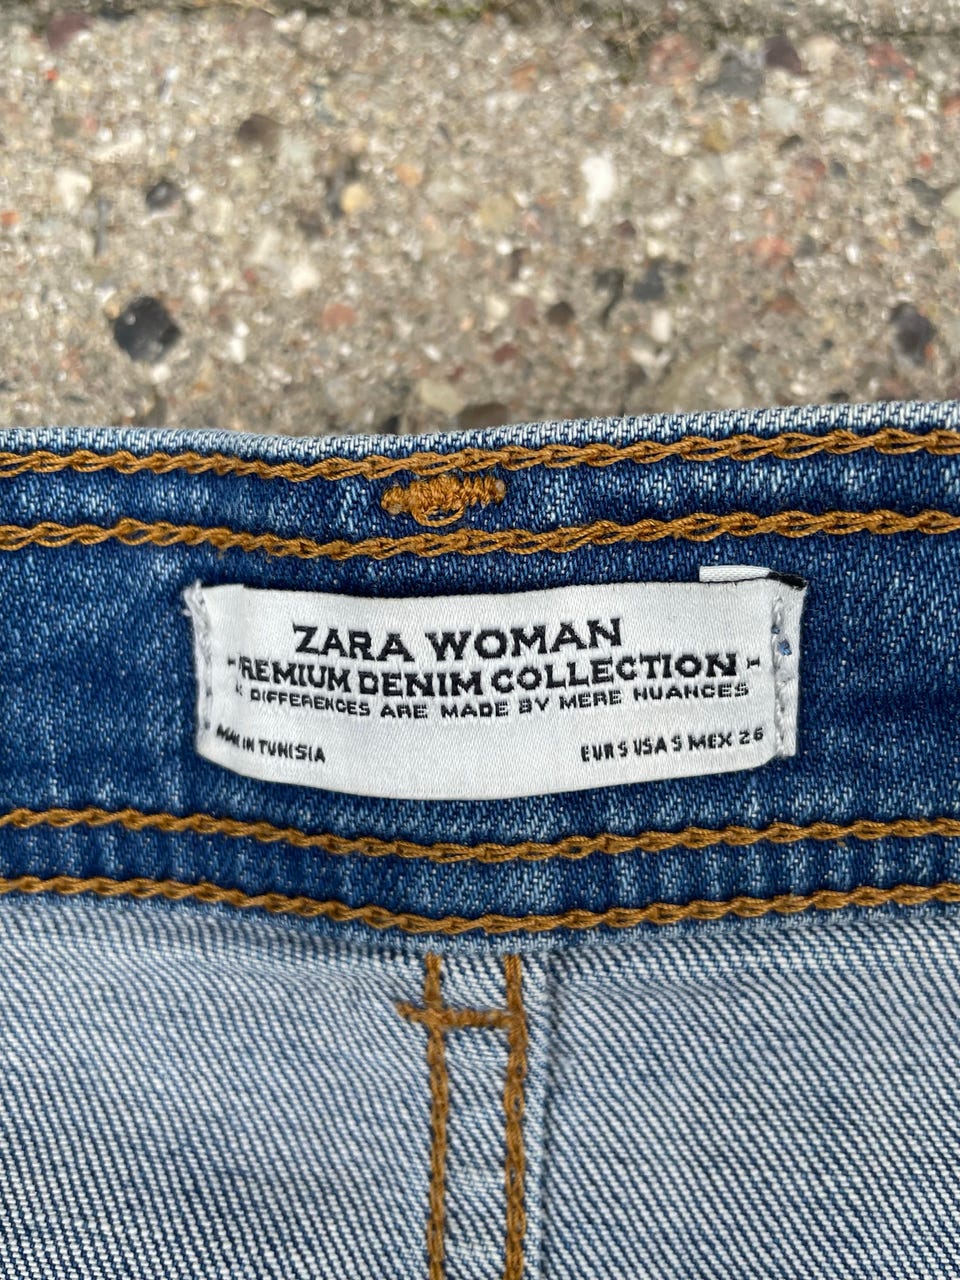 ZARA WOMAN
-PREMIUM DENIM COLLECTION-
DIFFERENCES ARE MADE BY MERE NUANCES
IN TUNISIA
EUR S USA S MEX 26